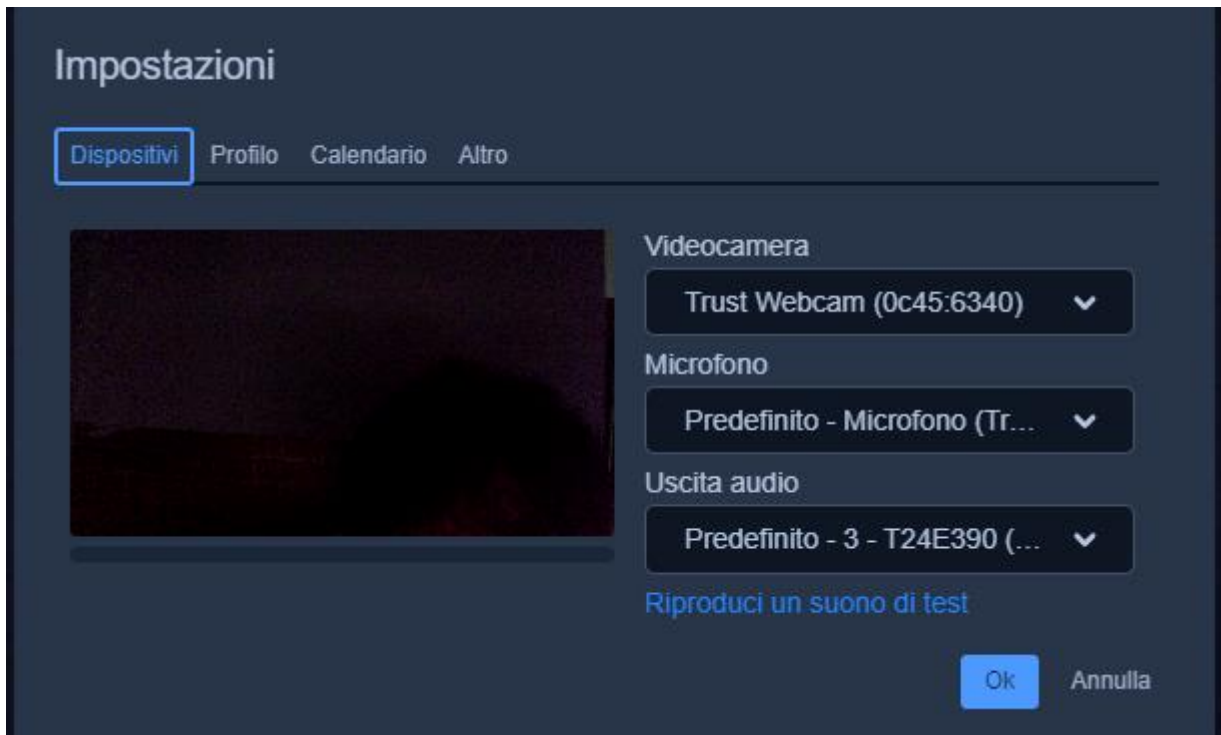 Impostazioni
Dispositivi Profilo Calendario Altro
Videocamera
Trust Webcam (0c45:6340)
Microfono
Predefinito - Microfono (Tr...
Uscita audio
Predefinito - 3 - T24E390 (...
Riproduci un suono di test
Ok Annulla